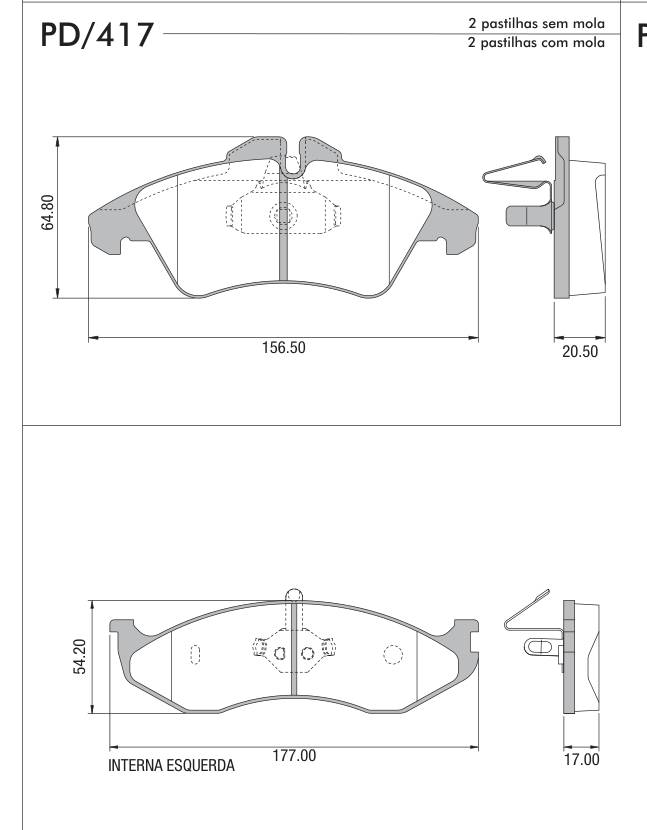 PD/417
2 pastilhas sem mola
2 pastilhas com mola
64.80
156.50
20.50
54.20
177.00
17.00
INTERNA ESQUERDA